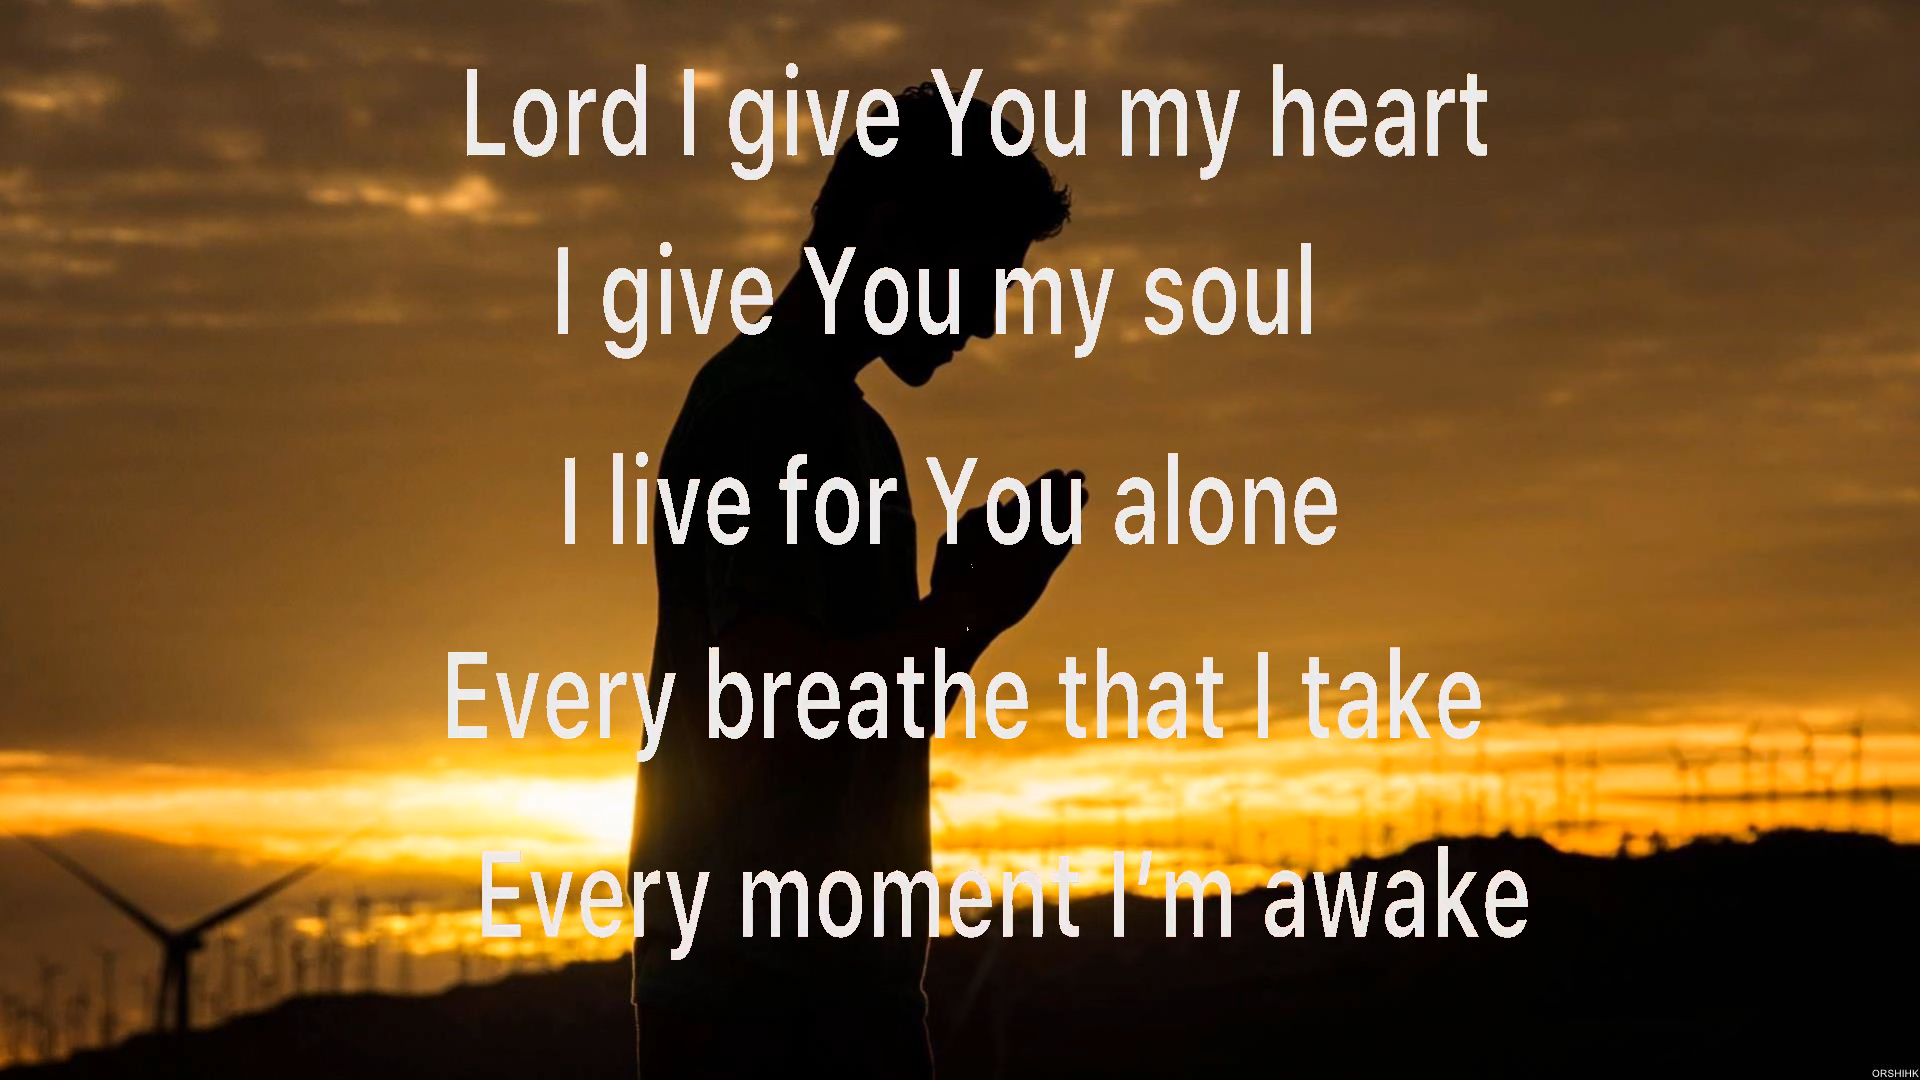 Lord I give You my heart
I give You my soul
I live for You alone
Every breathe that I take
Every moment I’m awake
ORSHIHK